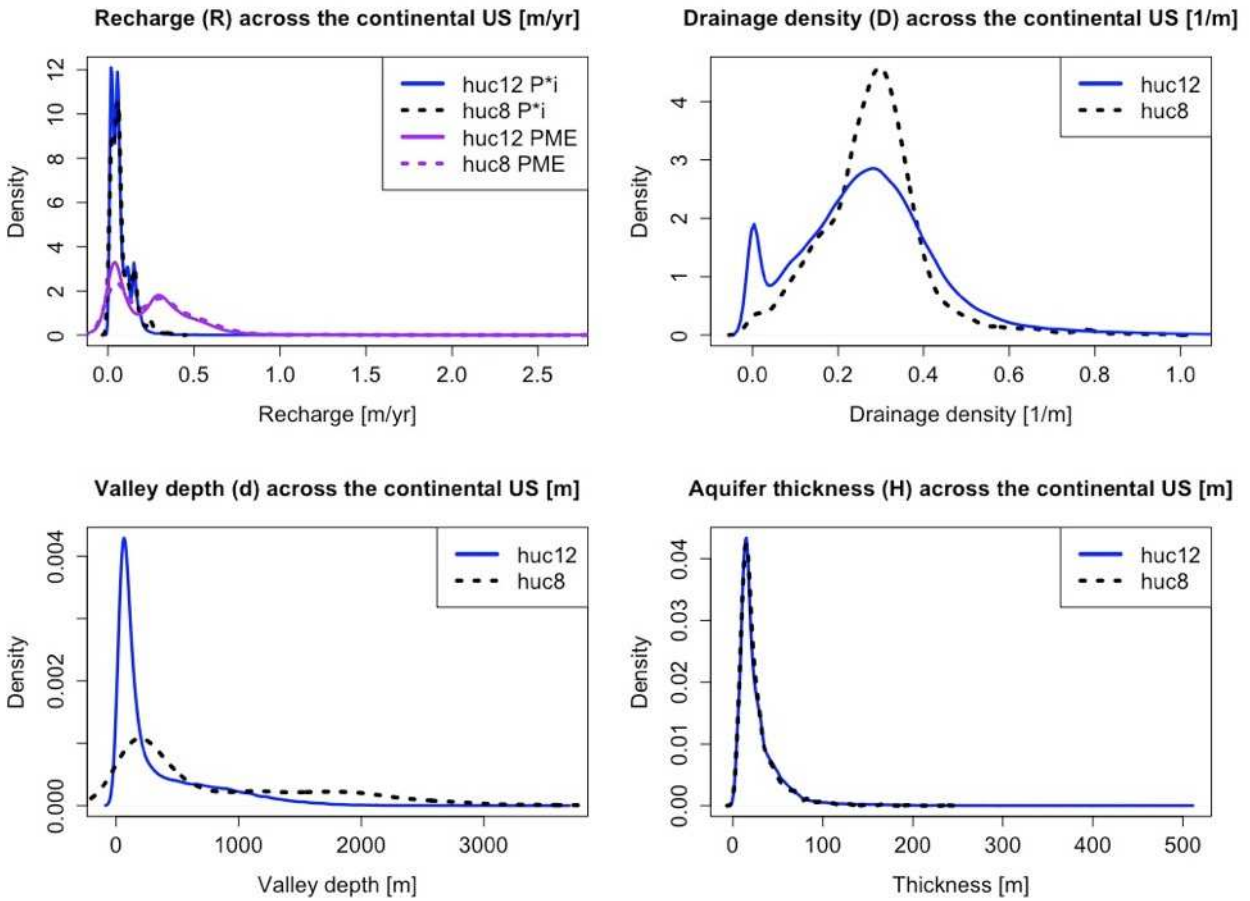 Recharge (R) across the continental US [m/yr]
huc12 P*i
huc8 P*i
huc12 PME
huc8 PME
Density
0 2 4 6 8 10 12
0.0 0.5 1.0 1.5 2.0 2.5
Recharge [m/yr]
Drainage density (D) across the continental US [1/m]
huc12
huc8
Density
0 1 2 3 4
0.0 0.2 0.4 0.6 0.8 1.0
Drainage density [1/m]
Valley depth (d) across the continental US [m]
huc12
huc8
Density
0.000 0.002 0.004
0 1000 2000 3000
Valley depth [m]
Aquifer thickness (H) across the continental US [m]
huc12
huc8
Density
0.00 0.01 0.02 0.03 0.04
0 100 200 300 400 500
Thickness [m]